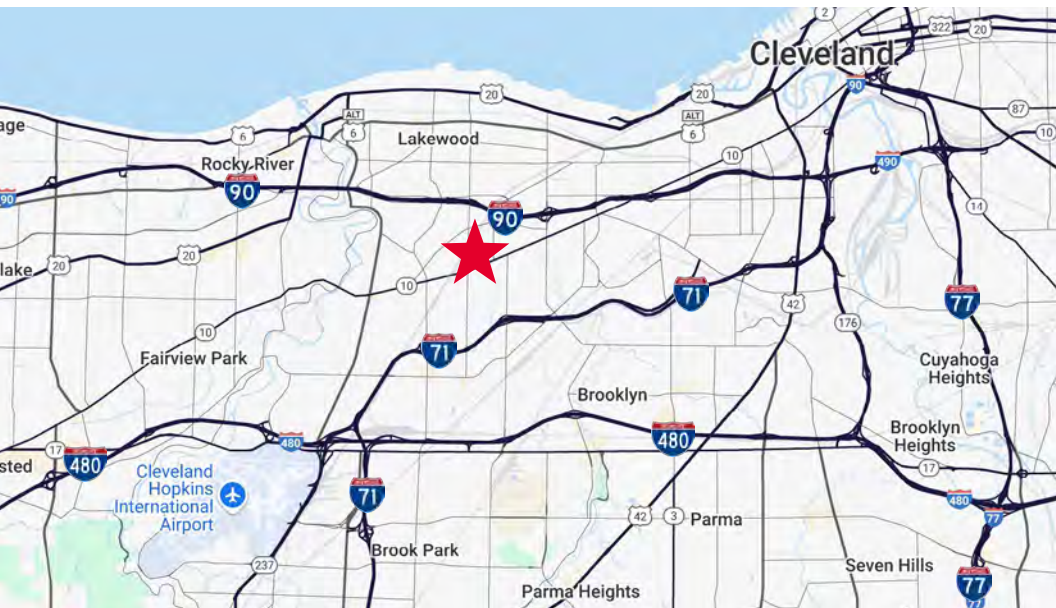 2
322
20
Cleveland
90
20
20
87
ALT
6
ALT
6
age
6
Lakewood
10
10
Rocky River
490
90
90
90
14
20
lake
20
10
71
77
42
10
176
71
Fairview Park
Cuyahoga
Heights
Brooklyn
Brooklyn
Heights
480
480
17
sted
480
17
Cleveland
Hopkins
International
Airport
71
480
77
42
3
Parma
Brook Park
237
Seven Hills
Parma Heights
77
77